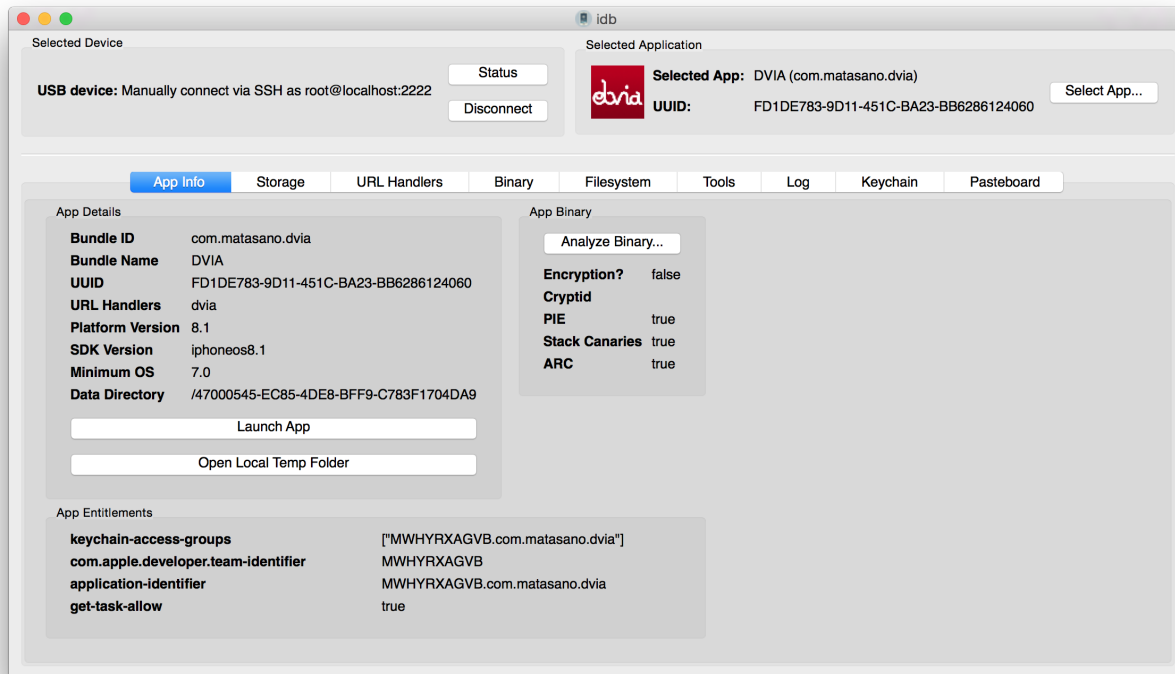 idb
Selected Device
USB device: Manually connect via SSH as root@localhost:2222
Status
Disconnect
Selected Application
dvia
Selected App: DVIA (com.matasano.dvia)
UUID: FD1DE783-9D11-451C-BA23-BB6286124060
Select App...
App Info Storage URL Handlers Binary Filesystem Tools Log Keychain Pasteboard
App Details
Bundle ID com.matasano.dvia
Bundle Name DVIA
UUID FD1DE783-9D11-451C-BA23-BB6286124060
URL Handlers dvia
Platform Version 8.1
SDK Version iphoneos8.1
Minimum OS 7.0
Data Directory /47000545-EC85-4DE8-BFF9-C783F1704DA9
Launch App
Open Local Temp Folder
App Binary
Analyze Binary...
Encryption? false
Cryptid
PIE true
Stack Canaries true
ARC true
App Entitlements
keychain-access-groups ["MWHYRXAGVB.com.matasano.dvia"]
com.apple.developer.team-identifier MWHYRXAGVB
application-identifier MWHYRXAGVB.com.matasano.dvia
get-task-allow true